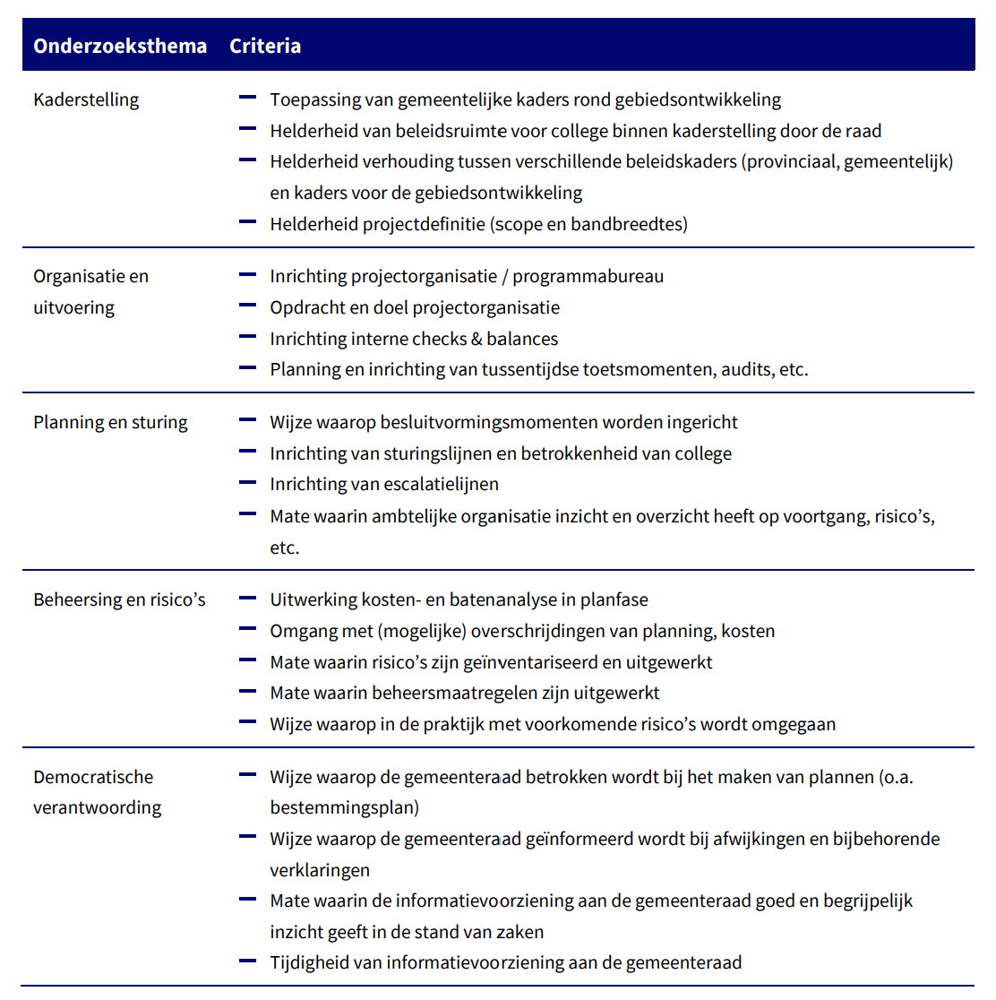 Onderzoeksthema Criteria
Kaderstelling
— Toepassing van gemeentelijke kaders rond gebiedsontwikkeling
— Helderheid van beleidsruimte voor college binnen kaderstelling door de raad
— Helderheid verhouding tussen verschillende beleidskaders (provinciaal, gemeentelijk)
en kaders voor de gebiedsontwikkeling
— Helderheid projectdefinitie (scope en bandbreedtes)
Organisatie en
uitvoering
— Inrichting projectorganisatie / programmabureau
— Opdracht en doel projectorganisatie
— Inrichting interne checks & balances
— Planning en inrichting van tussentijdse toetsmomenten, audits, etc.
Planning en sturing
— Wijze waarop besluitvormingsmomenten worden ingericht
— Inrichting van sturingslijnen en betrokkenheid van college
— Inrichting van escalatielijnen
— Mate waarin ambtelijke organisatie inzicht en overzicht heeft op voortgang, risico’s,
etc.
Beheersing en risico’s
— Uitwerking kosten- en batenanalyse in planfase
— Omgang met (mogelijke) overschrijdingen van planning, kosten
— Mate waarin risico’s zijn geïnventariseerd en uitgewerkt
— Mate waarin beheersmaatregelen zijn uitgewerkt
— Wijze waarop in de praktijk met voorkomende risico’s wordt omgegaan
Democratische
verantwoording
— Wijze waarop de gemeenteraad betrokken wordt bij het maken van plannen (o.a.
bestemmingsplan)
— Wijze waarop de gemeenteraad geïnformeerd wordt bij afwijkingen en bijbehorende
verklaringen
— Mate waarin de informatievoorziening aan de gemeenteraad goed en begrijpelijk
inzicht geeft in de stand van zaken
— Tijdigheid van informatievoorziening aan de gemeenteraad